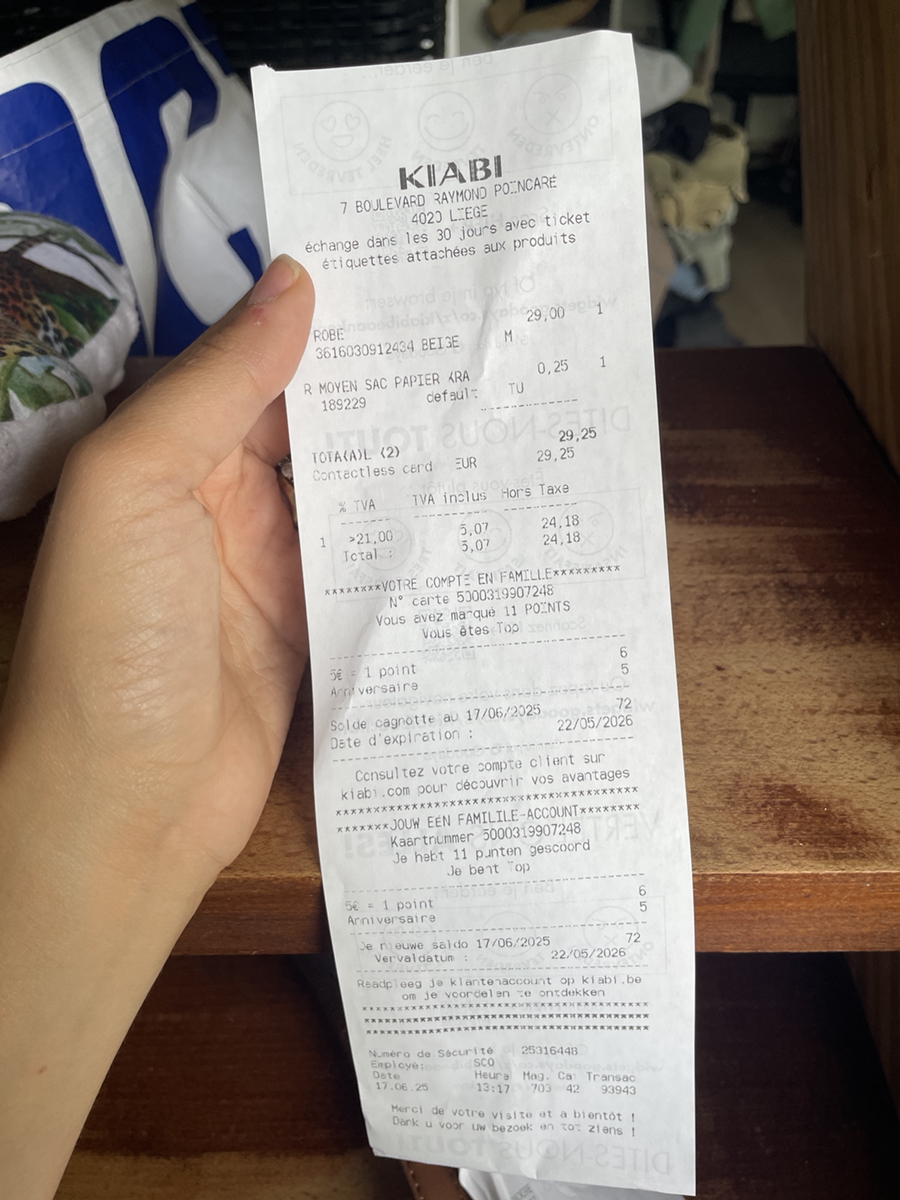 KIABI
7 BOULEVARD RAYMOND POINCARÉ
4020 LIEGE
échange dans les 30 jours avec ticket
étiquettes attachées aux produits
ROBE 29,00 1
3616030912434 BEIGE M
R MOYEN SAC PAPIER KRA 0,25 1
189229 default TU
TOTA(A)L (2) 29,25
Contactless card EUR 29,25
% TVA TVA inclus Hors Taxe
1 >21,00 5,07 24,18
Total : 5,07 24,18
********VOTRE COMPTE EN FAMILLE*********
N° carte 5000319907248
Vous avez marqué 11 POINTS
Vous êtes Top
5€ = 1 point 6
Anniversaire 5
Solde cagnotte au 17/06/2025 72
Date d'expiration : 22/05/2026
Consultez votre compte client sur
kiabi.com pour découvrir vos avantages
****************************************
*******JOUW EEN FAMILILE-ACCOUNT********
Kaartnummer 5000319907248
Je hebt 11 punten gescoord
Je bent Top
5€ = 1 point 6
Anniversaire 5
Je nieuwe saldo 17/06/2025 72
Vervaldatum : 22/05/2026
Raadpleeg je klantenaccount op kiabi.be
om je voordelen te ontdekken
****************************************
****************************************
****************************************
Numéro de Sécurité 25316448
Employé: SCO
Date Heure Mag. Ca Transac
17.06.25 13:17 703 42 93943
Merci de votre visite et à bientôt !
Dank u voor uw bezoek en tot ziens !